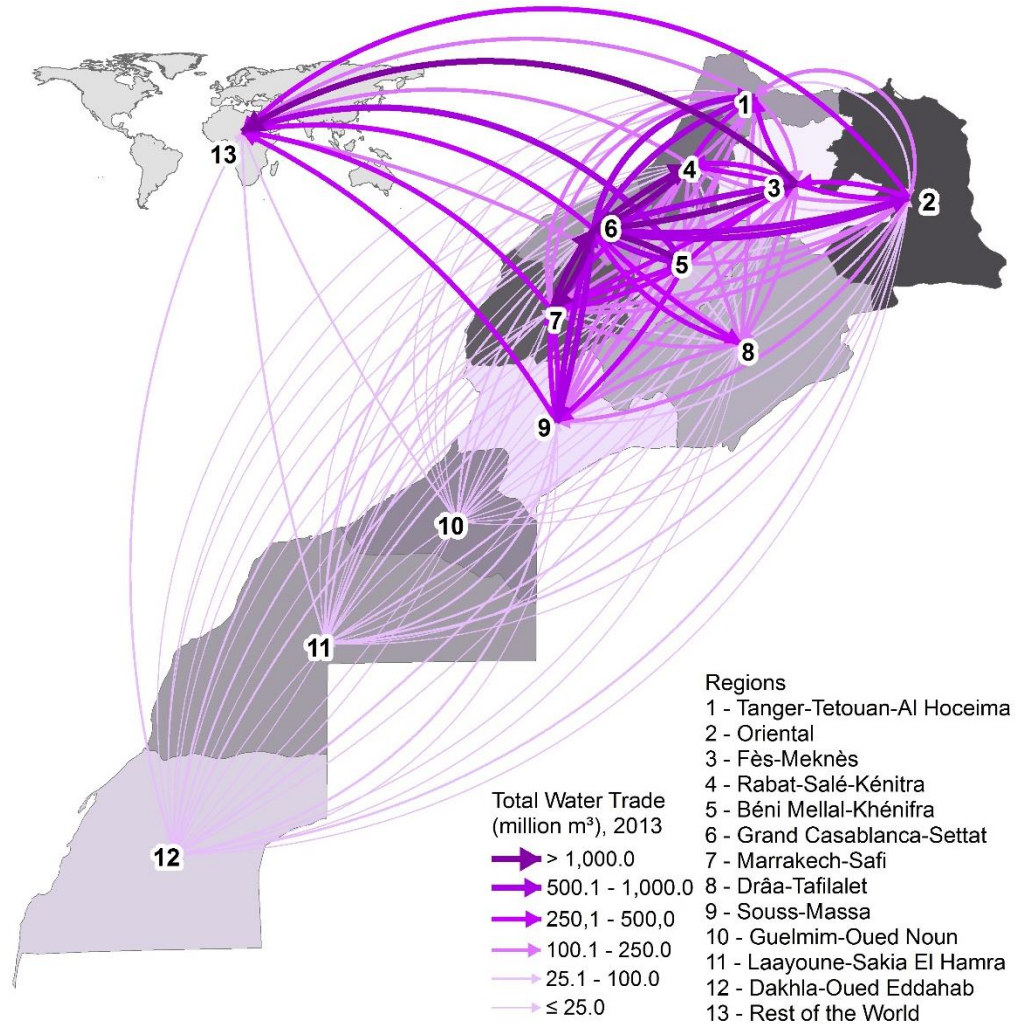 1
13
4
3
2
6
5
7
8
9
10
11
12
Regions
1 - Tanger-Tetouan-Al Hoceima
2 - Oriental
3 - Fès-Meknès
4 - Rabat-Salé-Kénitra
5 - Béni Mellal-Khénifra
6 - Grand Casablanca-Settat
7 - Marrakech-Safi
8 - Drâa-Tafilalet
9 - Souss-Massa
10 - Guelmim-Oued Noun
11 - Laayoune-Sakia El Hamra
12 - Dakhla-Oued Eddahab
13 - Rest of the World
Total Water Trade
(million m³), 2013
> 1,000.0
500.1 - 1,000.0
250,1 - 500,0
100.1 - 250.0
25.1 - 100.0
≤ 25.0